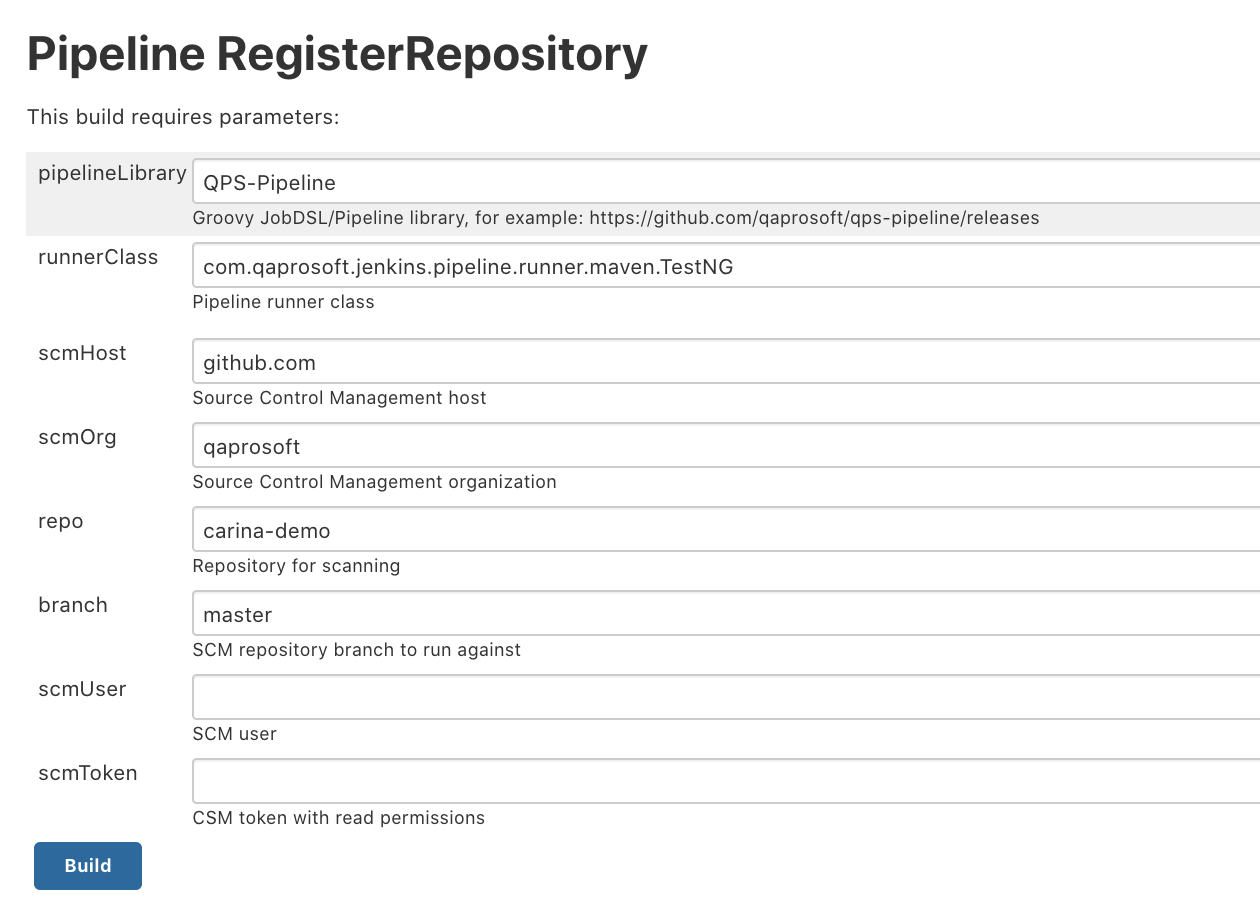 Pipeline RegisterRepository
This build requires parameters:
pipelineLibrary
QPS-Pipeline
Groovy JobDSL/Pipeline library, for example: https://github.com/qaprosoft/qps-pipeline/releases
runnerClass
com.qaprosoft.jenkins.pipeline.runner.maven.TestNG
Pipeline runner class
scmHost
github.com
Source Control Management host
scmOrg
qaprosoft
Source Control Management organization
repo
carina-demo
Repository for scanning
branch
master
SCM repository branch to run against
scmUser
SCM user
scmToken
CSM token with read permissions
Build